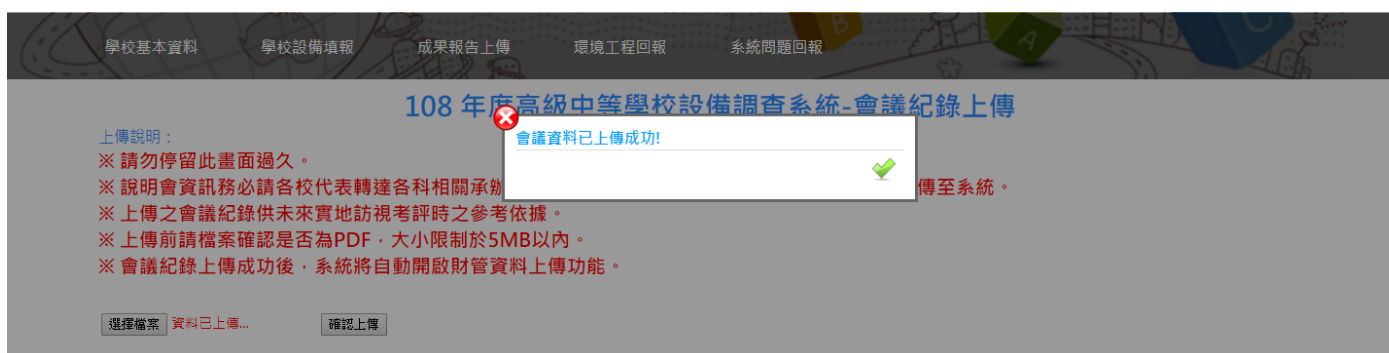 學校基本資料 學校設備填報 成果報告上傳 環境工程回報 系統問題回報
108 年度高級中等學校設備調查系統-會議紀錄上傳
會議資料已上傳成功!
上傳說明：
※ 請勿停留此畫面過久。
※ 說明會資訊務必請各校代表轉達各科相關承辦
傳至系統。
※ 上傳之會議紀錄供未來實地訪視考評時之參考依據。
※ 上傳前請檔案確認是否為PDF，大小限制於5MB以內。
※ 會議紀錄上傳成功後，系統將自動開啟財管資料上傳功能。
選擇檔案 資料已上傳... 確認上傳